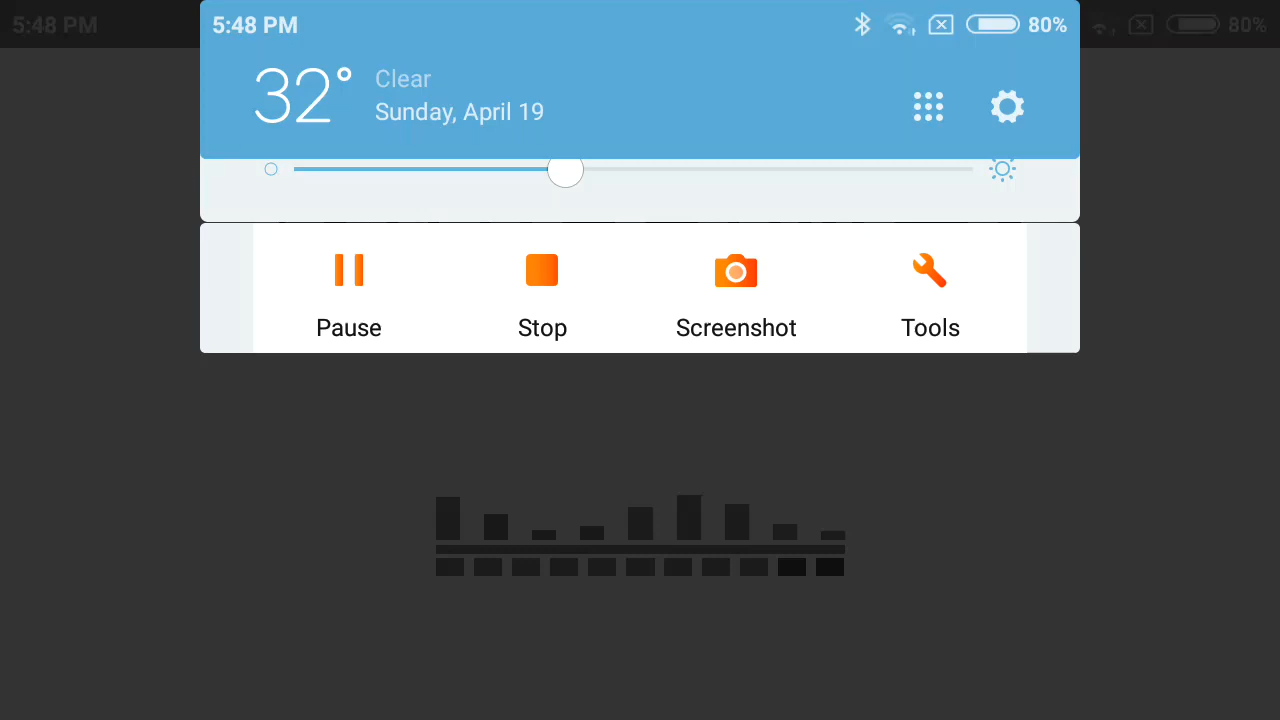 5:48 PM 5:48 PM 80% 80%
32° Clear
Sunday, April 19
Pause Stop Screenshot Tools